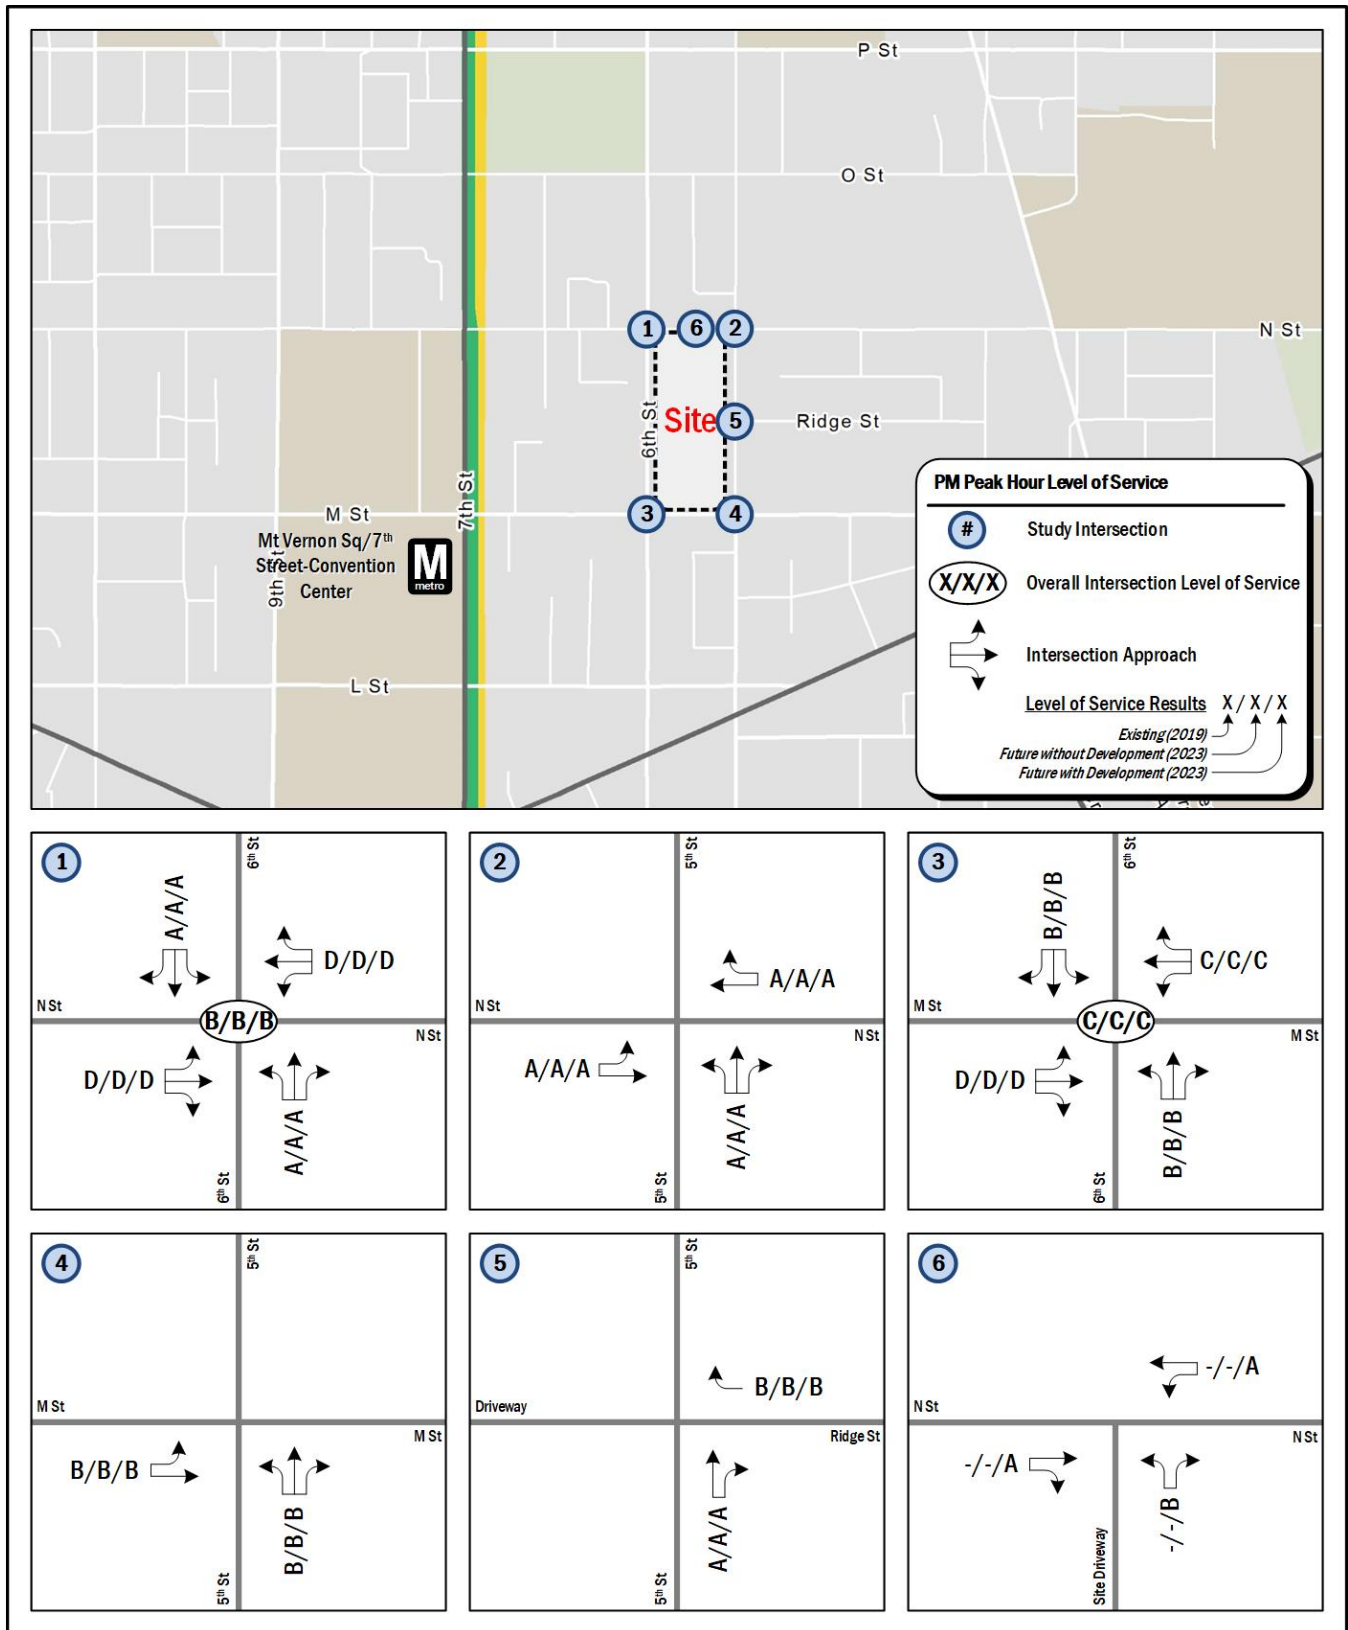 P St
O St
N St
1
6
2
6th St
Site
5
Ridge St
7th St
3
4
M St
Mt Vernon Sq/7th
Street-Convention
Center
9th St
M
metro
L St
PM Peak Hour Level of Service
#
Study Intersection
X/X/X
Overall Intersection Level of Service
Intersection Approach
Level of Service Results X / X / X
Existing (2019)
Future without Development (2023)
Future with Development (2023)
1
6th St
A/A/A
D/D/D
N St
B/B/B
N St
D/D/D
A/A/A
6th St
2
5th St
A/A/A
N St
N St
A/A/A
A/A/A
5th St
3
6th St
B/B/B
C/C/C
M St
C/C/C
M St
D/D/D
B/B/B
6th St
4
5th St
M St
M St
B/B/B
B/B/B
5th St
5
5th St
B/B/B
Driveway
Ridge St
A/A/A
5th St
6
-/-/A
N St
N St
-/-/A
-/-/B
Site Driveway